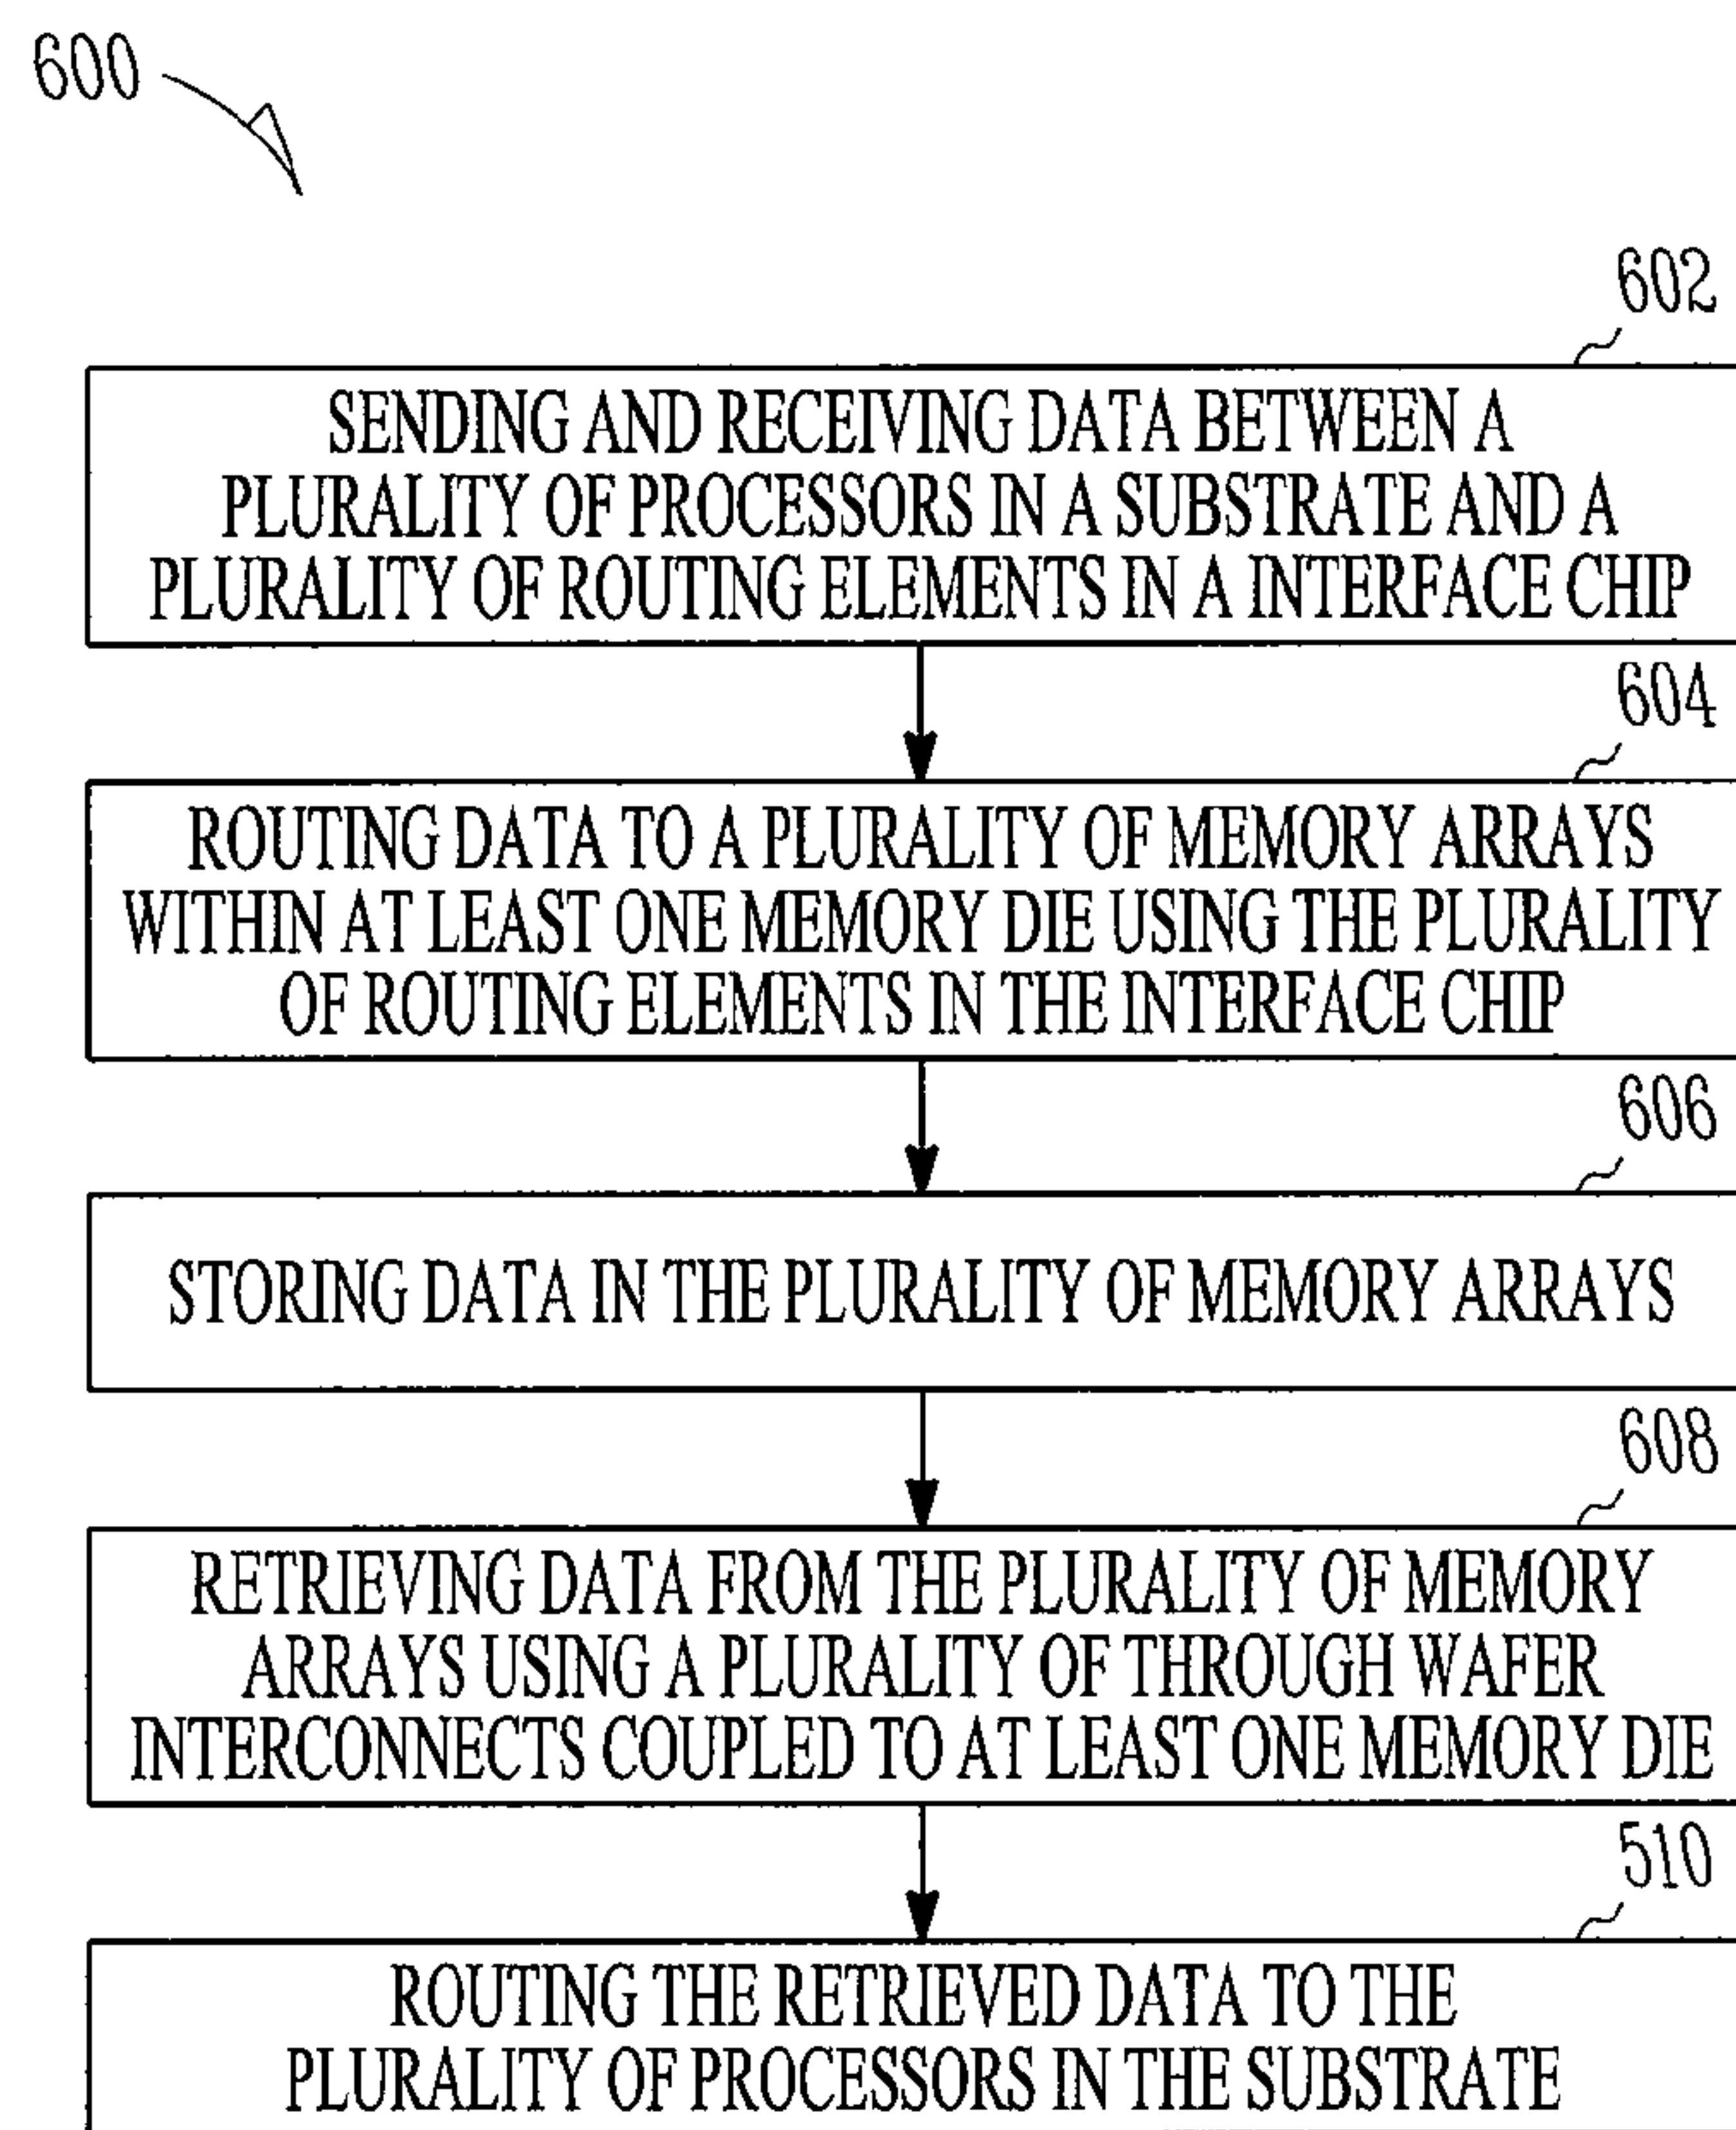 600
602
SENDING AND RECEIVING DATA BETWEEN A
PLURALITY OF PROCESSORS IN A SUBSTRATE AND A
PLURALITY OF ROUTING ELEMENTS IN A INTERFACE CHIP
604
ROUTING DATA TO A PLURALITY OF MEMORY ARRAYS
WITHIN AT LEAST ONE MEMORY DIE USING THE PLURALITY
OF ROUTING ELEMENTS IN THE INTERFACE CHIP
606
STORING DATA IN THE PLURALITY OF MEMORY ARRAYS
608
RETRIEVING DATA FROM THE PLURALITY OF MEMORY
ARRAYS USING A PLURALITY OF THROUGH WAFER
INTERCONNECTS COUPLED TO AT LEAST ONE MEMORY DIE
510
ROUTING THE RETRIEVED DATA TO THE
PLURALITY OF PROCESSORS IN THE SUBSTRATE